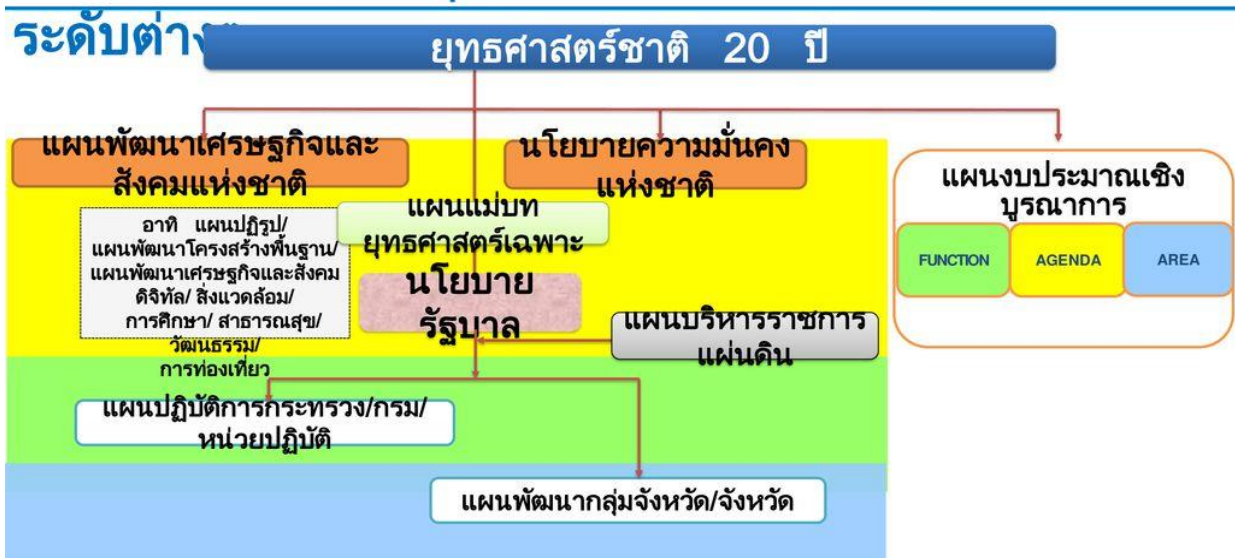 ระดับต่างๆ
ยุทธศาสตร์ชาติ 20 ปี
แผนพัฒนาเศรษฐกิจและ
สังคมแห่งชาติ
นโยบายความมั่นคง
แห่งชาติ
แผนงบประมาณเชิง
บูรณาการ
FUNCTION
AGENDA
AREA
อาทิ แผนปฏิรูป/
แผนพัฒนาโครงสร้างพื้นฐาน/
แผนพัฒนาเศรษฐกิจและสังคม
ดิจิทัล/ สิ่งแวดล้อม/
การศึกษา/ สาธารณสุข/
วัฒนธรรม/
การท่องเที่ยว
แผนแม่บท
ยุทธศาสตร์เฉพาะ
นโยบาย
รัฐบาล
แผนบริหารราชการ
แผ่นดิน
แผนปฏิบัติการกระทรวง/กรม/
หน่วยปฏิบัติ
แผนพัฒนากลุ่มจังหวัด/จังหวัด